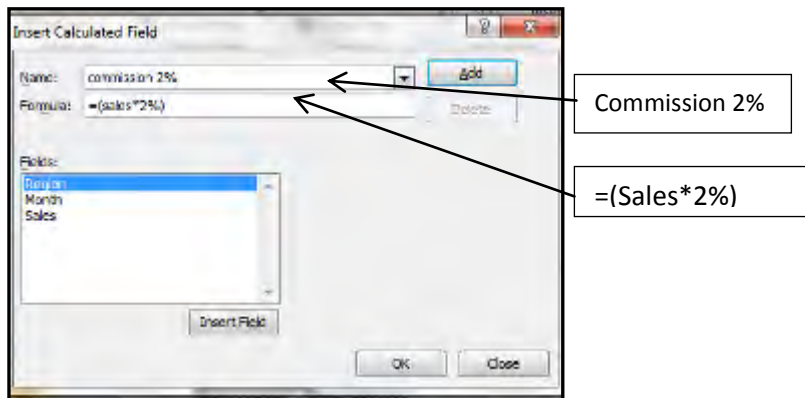 Insert Calculated Field
Name: commission 2% Add
Formula: =(sales*2%) Delete
Commission 2%
=(Sales*2%)
Fields:
Region
Month
Sales
Insert Field
OK Close